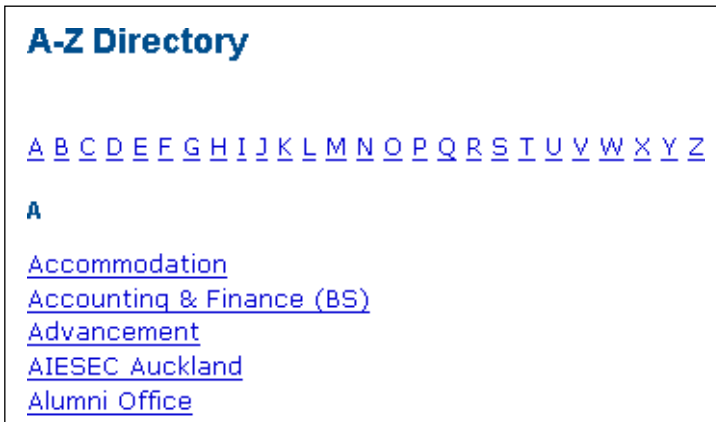 A-Z Directory
A B C D E F G H I J K L M N O P Q R S T U V W X Y Z
A
Accommodation
Accounting & Finance (BS)
Advancement
AIESEC Auckland
Alumni Office